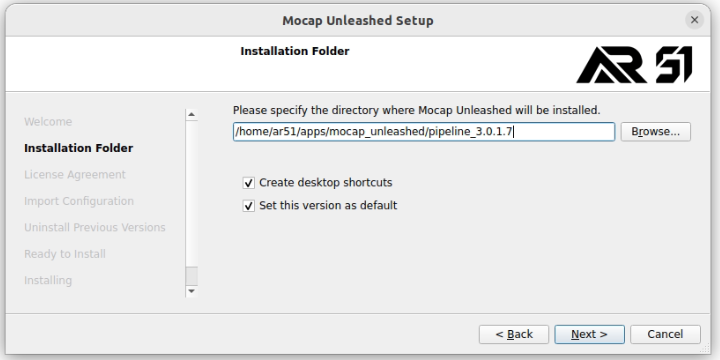 Mocap Unleashed Setup
Installation Folder
AR 51
Welcome
Installation Folder
License Agreement
Import Configuration
Uninstall Previous Versions
Ready to Install
Installing
Please specify the directory where Mocap Unleashed will be installed.
/home/ar51/apps/mocap_unleashed/pipeline_3.0.1.7
Browse...
Create desktop shortcuts
Set this version as default
< Back
Next >
Cancel